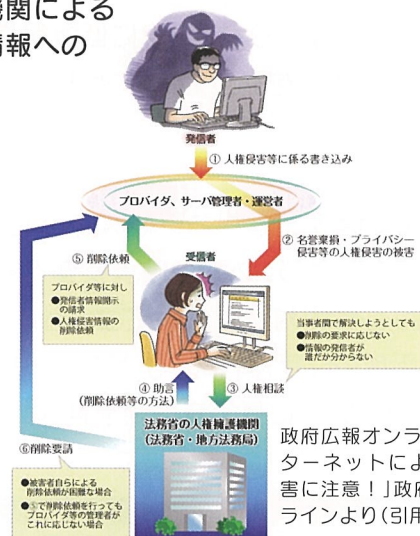 機関による
情報への
発信者
① 人権侵害等に係る書き込み
プロバイダ、サーバ管理者・運営者
② 名誉棄損・プライバシー
侵害等の人権侵害の被害
⑤ 削除依頼
受信者
プロバイダ等に対し
●発信者情報開示
の請求
●人権侵害情報の
削除依頼
当事者間で解決しようとしても
●削除の要求に応じない
●情報の発信者が
誰だか分からない
④ 助言
(削除依頼等の方法)
③ 人権相談
法務省の人権擁護機関
(法務省・地方法務局)
⑥削除要請
●被害者自らによる
削除依頼が困難な場合
●⑤で削除依頼を行っても
プロバイダ等の管理者が
これに応じない場合
政府広報オンラ
ターネットによ
害に注意!」政府
ラインより(引用